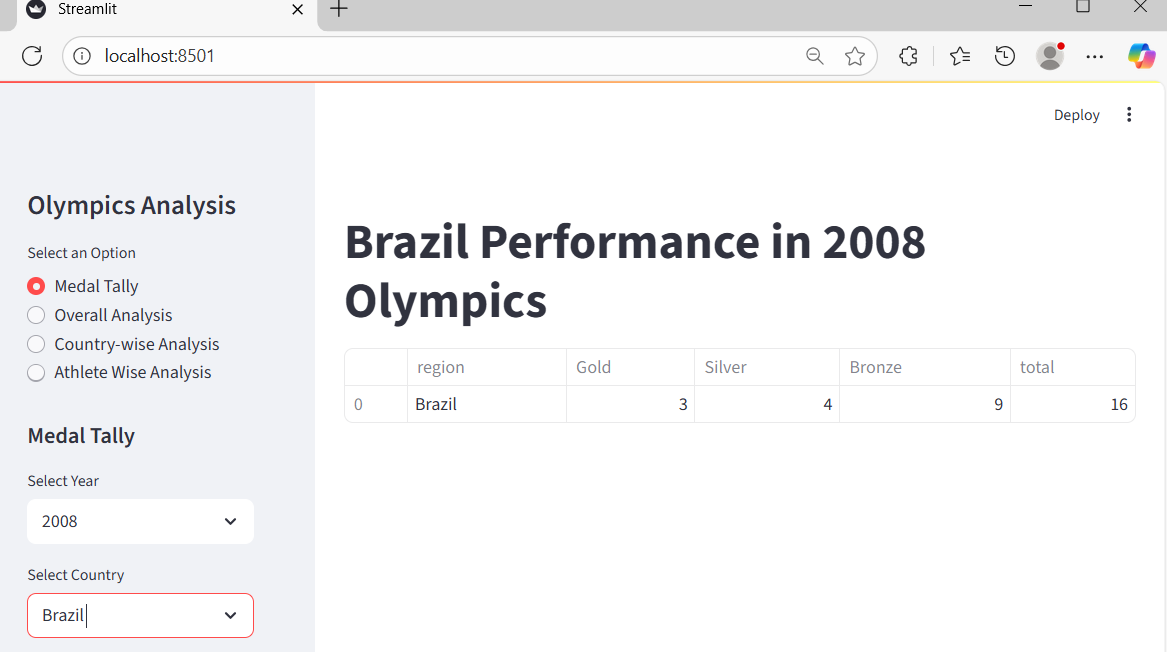 Streamlit
localhost:8501
Deploy
Olympics Analysis
Select an Option
Medal Tally
Overall Analysis
Country-wise Analysis
Athlete Wise Analysis
Medal Tally
Select Year
2008
Select Country
Brazil
Brazil Performance in 2008
Olympics
region Gold Silver Bronze total
0 Brazil 3 4 9 16